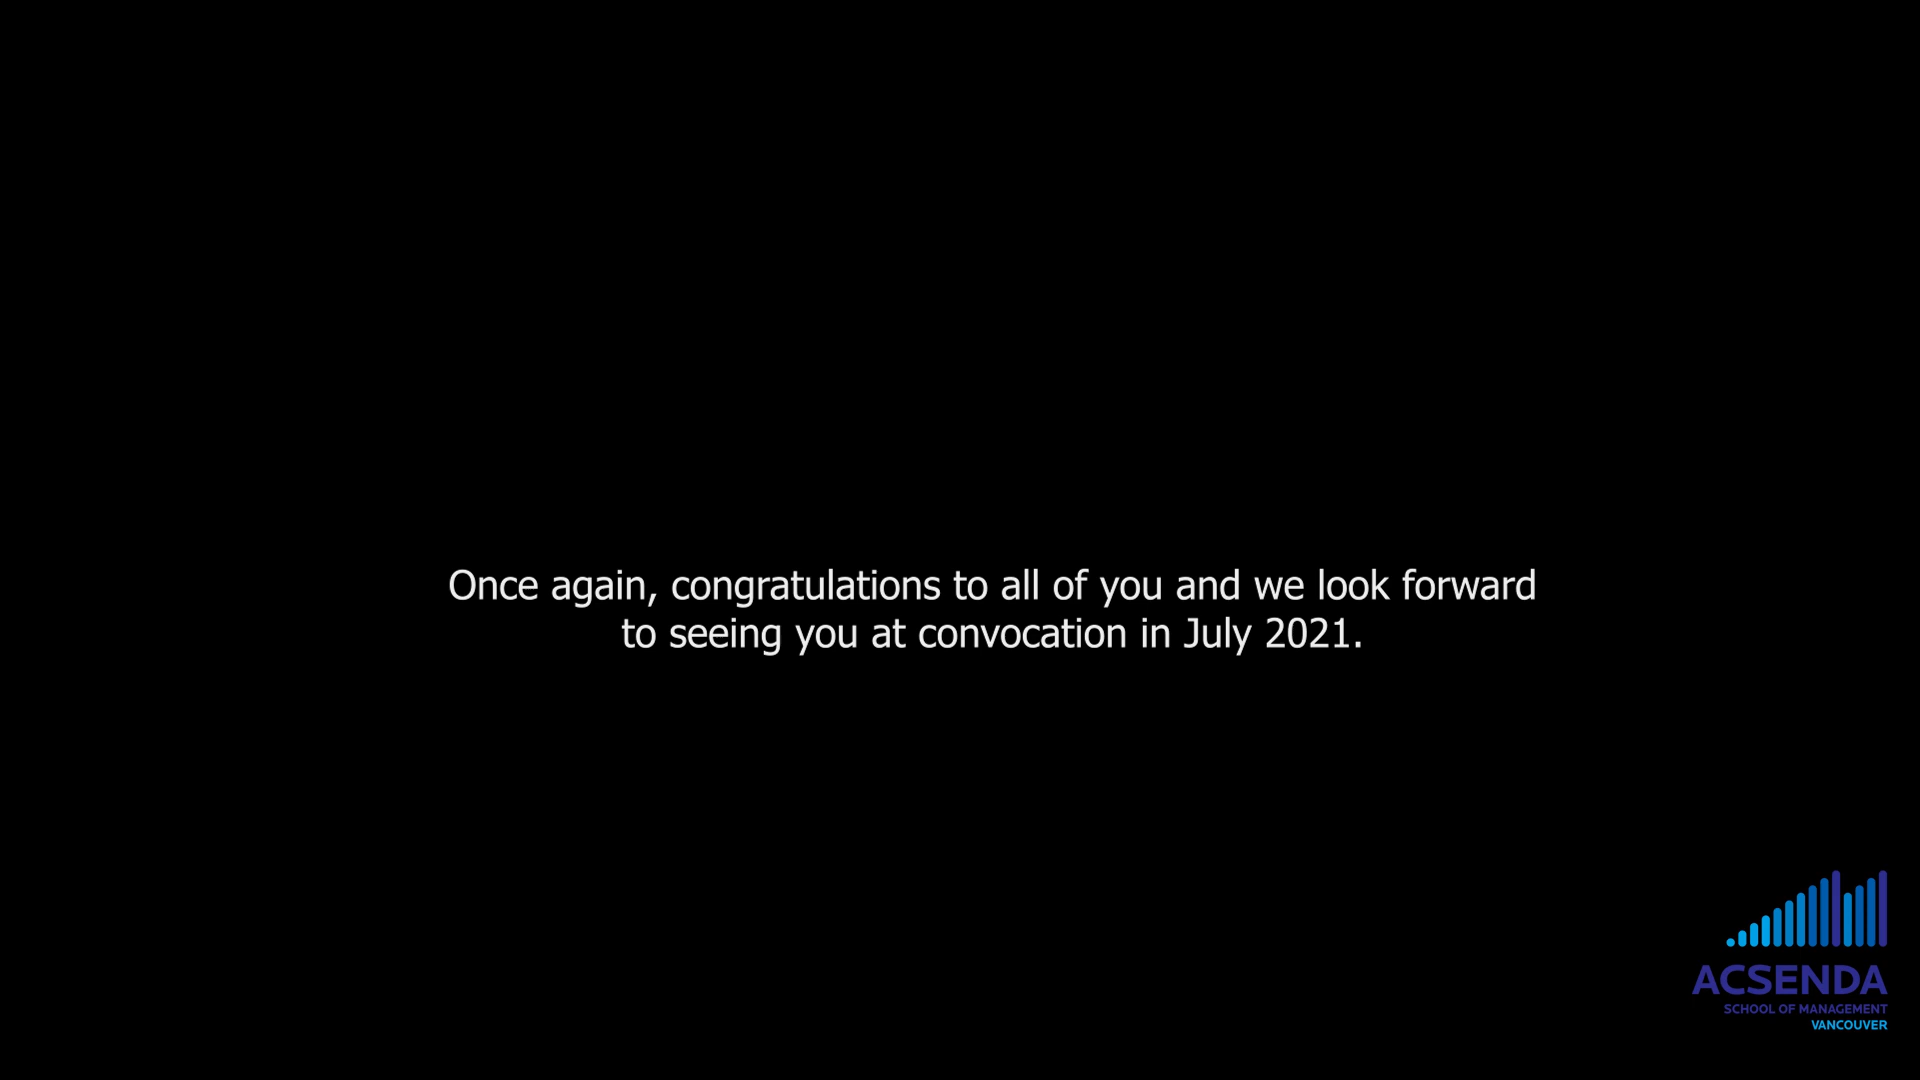 Once again, congratulations to all of you and we look forward
to seeing you at convocation in July 2021.
ACSENDA
SCHOOL OF MANAGEMENT
VANCOUVER